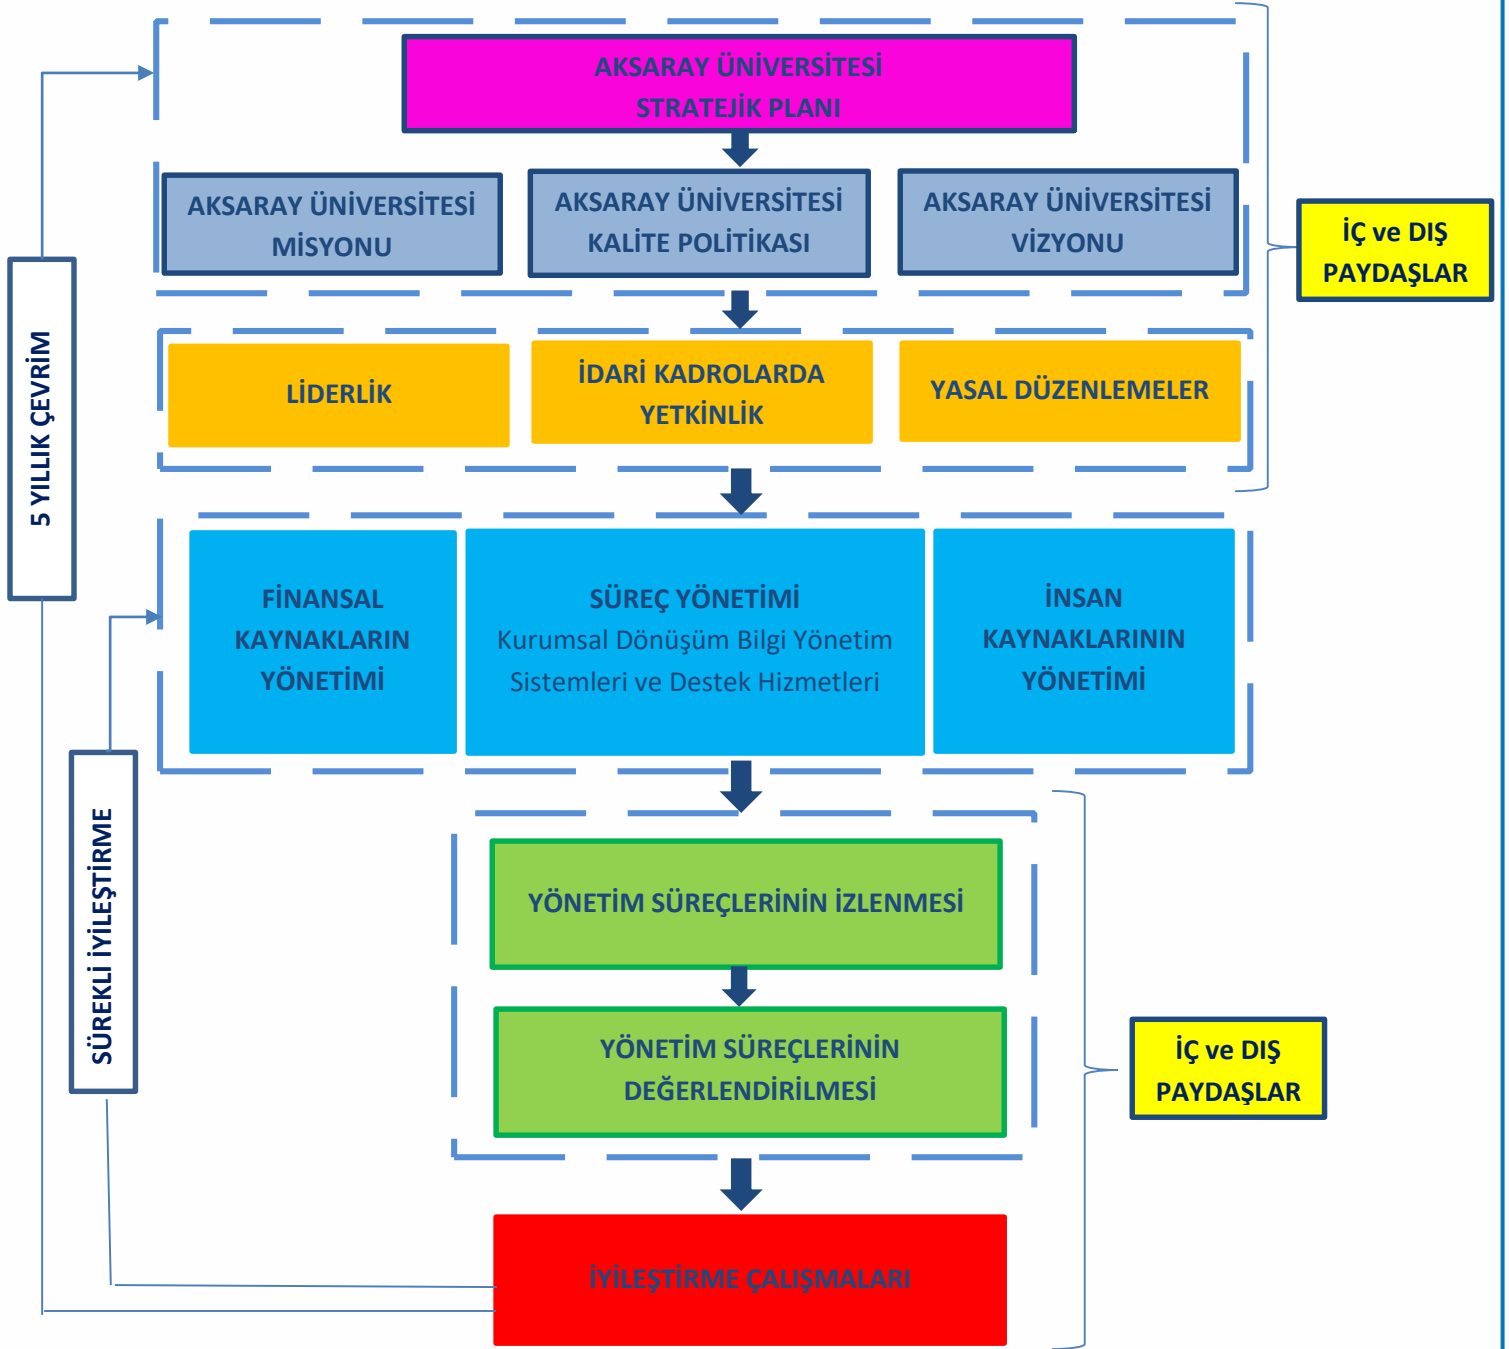 AKSARAY ÜNİVERSİTESİ
STRATEJİK PLANI
AKSARAY ÜNİVERSİTESİ
MİSYONU
AKSARAY ÜNİVERSİTESİ
KALİTE POLİTİKASI
AKSARAY ÜNİVERSİTESİ
VİZYONU
İÇ ve DIŞ
PAYDAŞLAR
5 YILLIK ÇEVRİM
LİDERLİK
İDARİ KADROLARDA
YETKİNLİK
YASAL DÜZENLEMELER
FİNANSAL
KAYNAKLARIN
YÖNETİMİ
SÜREÇ YÖNETİMİ
Kurumsal Dönüşüm Bilgi Yönetim
Sistemleri ve Destek Hizmetleri
İNSAN
KAYNAKLARININ
YÖNETİMİ
SÜREKLİ İYİLEŞTİRME
YÖNETİM SÜREÇLERİNİN İZLENMESİ
YÖNETİM SÜREÇLERİNİN
DEĞERLENDİRİLMESİ
İÇ ve DIŞ
PAYDAŞLAR
İYİLEŞTİRME ÇALIŞMALARI